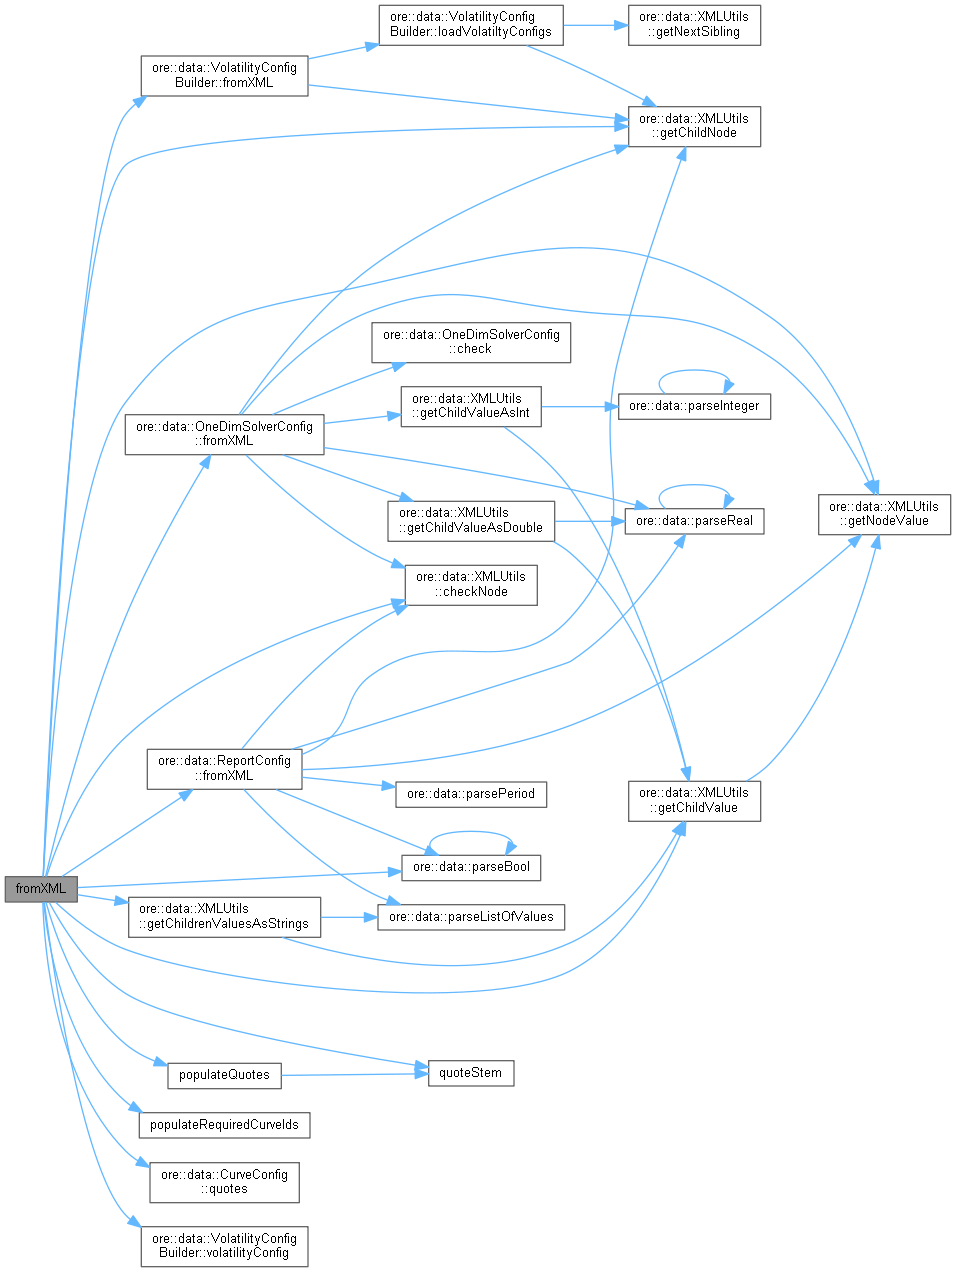 ore::data::VolatilityConfig
Builder::loadVolatiltyConfigs
ore::data::XMLUtils
::getNextSibling
ore::data::VolatilityConfig
Builder::fromXML
ore::data::XMLUtils
::getChildNode
ore::data::OneDimSolverConfig
::check
ore::data::XMLUtils
::getChildValueAsInt
ore::data::parseInteger
ore::data::OneDimSolverConfig
::fromXML
ore::data::XMLUtils
::getChildValueAsDouble
ore::data::parseReal
ore::data::XMLUtils
::getNodeValue
ore::data::XMLUtils
::checkNode
ore::data::ReportConfig
::fromXML
ore::data::parsePeriod
ore::data::XMLUtils
::getChildValue
ore::data::parseBool
fromXML
ore::data::XMLUtils
::getChildrenValuesAsStrings
ore::data::parseListOfValues
populateQuotes
quoteStem
populateRequiredCurveIds
ore::data::CurveConfig
::quotes
ore::data::VolatilityConfig
Builder::volatilityConfig